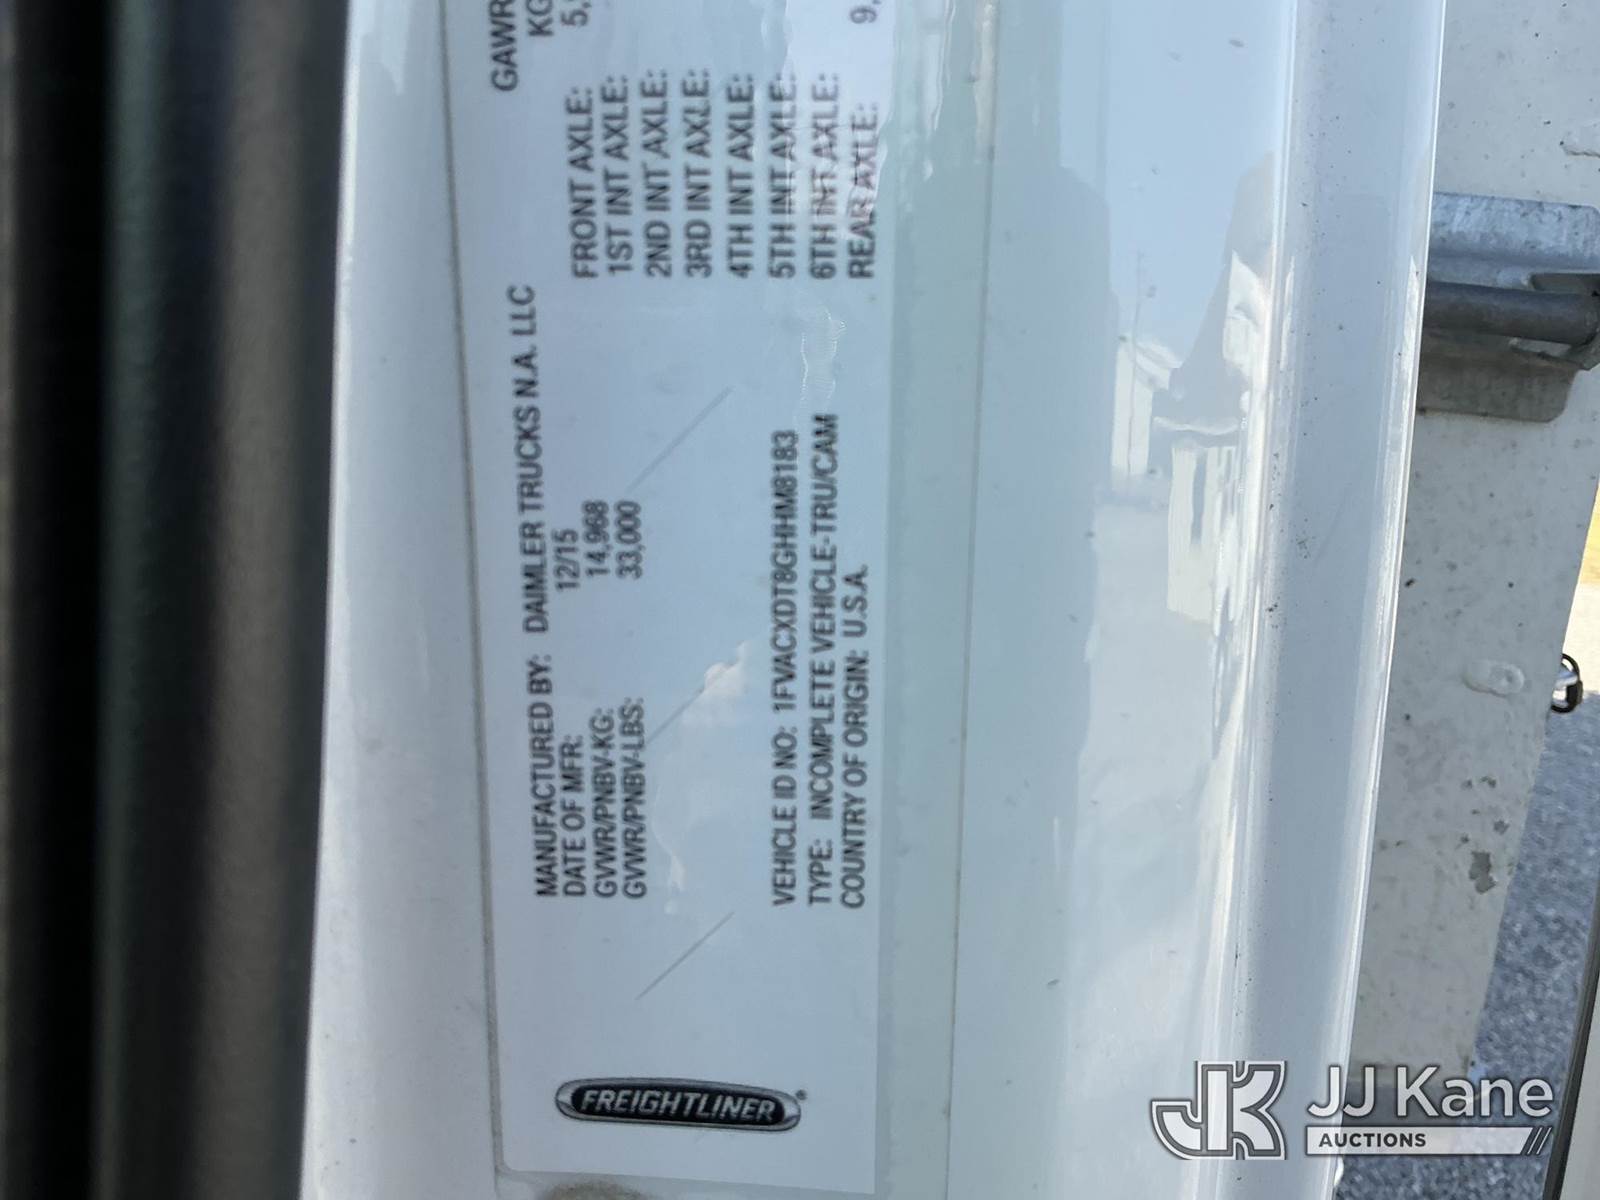 FREIGHTLINER®
MANUFACTURED BY: DAIMLER TRUCKS N.A. LLC
DATE OF MFR: 12/15
GVWR/PNBV-KG: 14,968
GVWR/PNBV-LBS: 33,000
VEHICLE ID NO: 1FVACXDT8GHHM8183
TYPE: INCOMPLETE VEHICLE-TRU/CAM
COUNTRY OF ORIGIN: U.S.A.
GAWR
KG
FRONT AXLE: 5,
1ST INT AXLE:
2ND INT AXLE:
3RD INT AXLE:
4TH INT AXLE:
5TH INT AXLE:
6TH INT AXLE:
REAR AXLE: 9,
JK JJ Kane
AUCTIONS